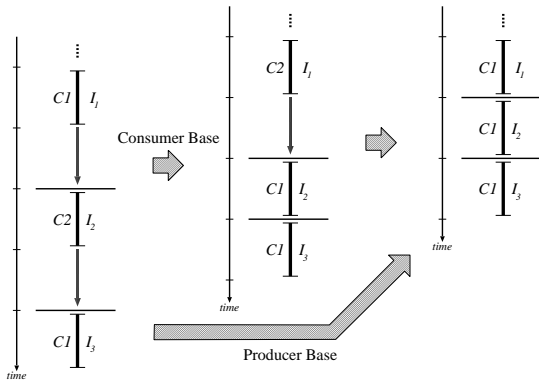 C1 I1
Consumer Base
C2 I2
C1 I3
time
C2 I1
C1 I2
C1 I3
time
C1 I1
C1 I2
C1 I3
time
Producer Base